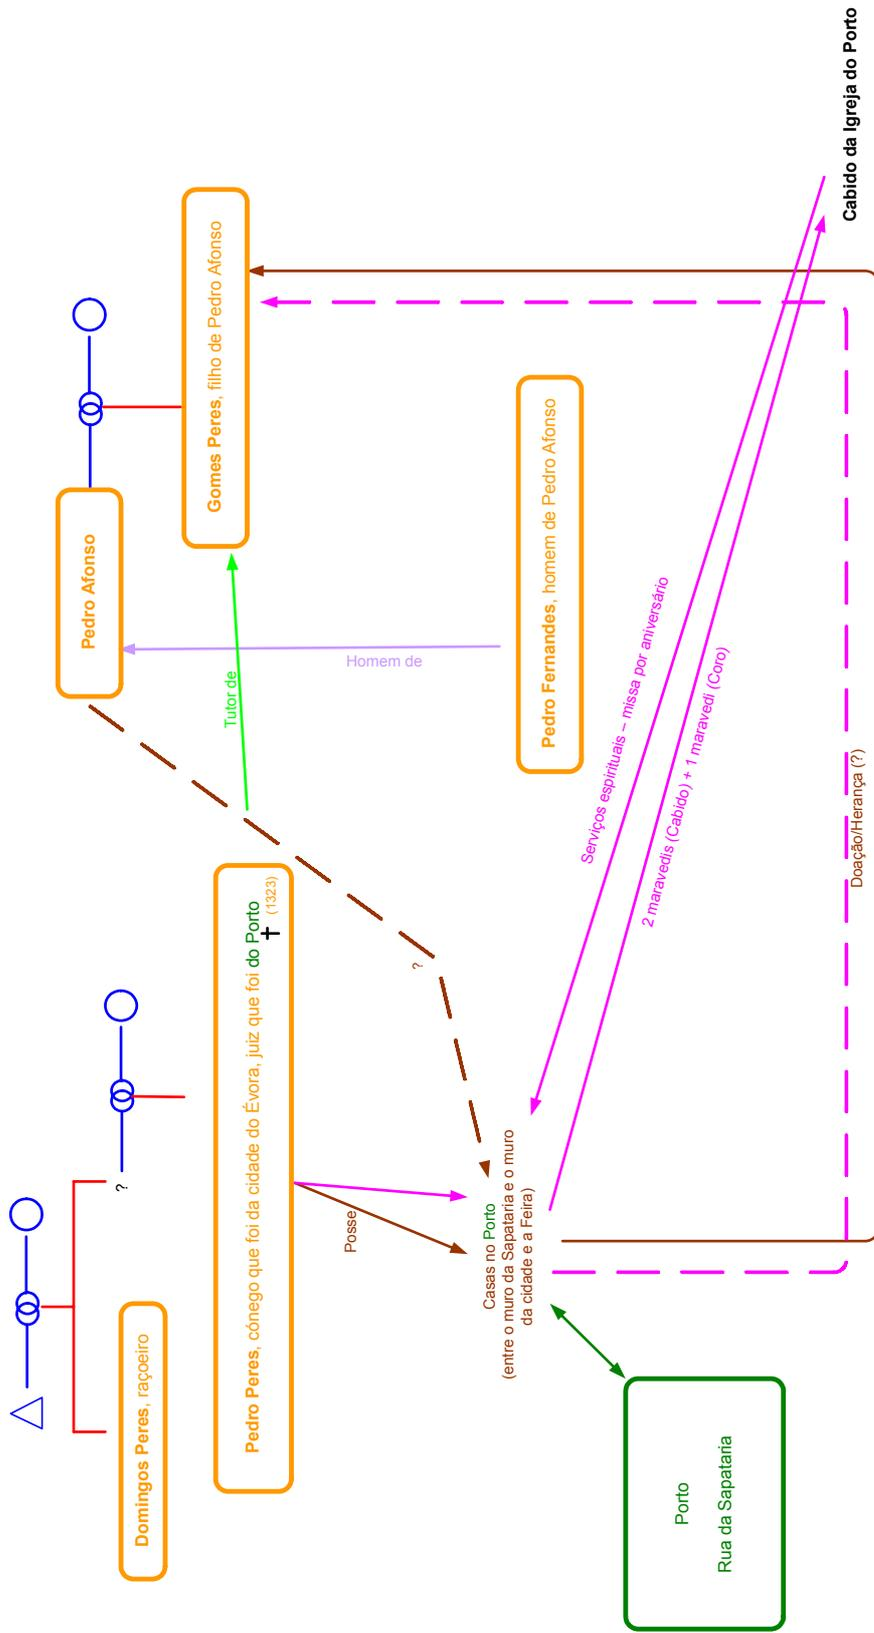 Domingos Peres, raçoeiro
?
Pedro Peres, cónego que foi da cidade do Évora, juiz que foi do Porto
(1323)
Pedro Afonso
Gomes Peres, filho de Pedro Afonso
Tutor de
Homem de
Posse
?
Pedro Fernandes, homem de Pedro Afonso
Casas no Porto
(entre o muro da Sapataria e o muro
da cidade e a Feira)
Serviços espirituais – missa por aniversário
2 maravedis (Cabido) + 1 maravedi (Coro)
Porto
Rua da Sapataria
Doação/Herança (?)
Cabido da Igreja do Porto